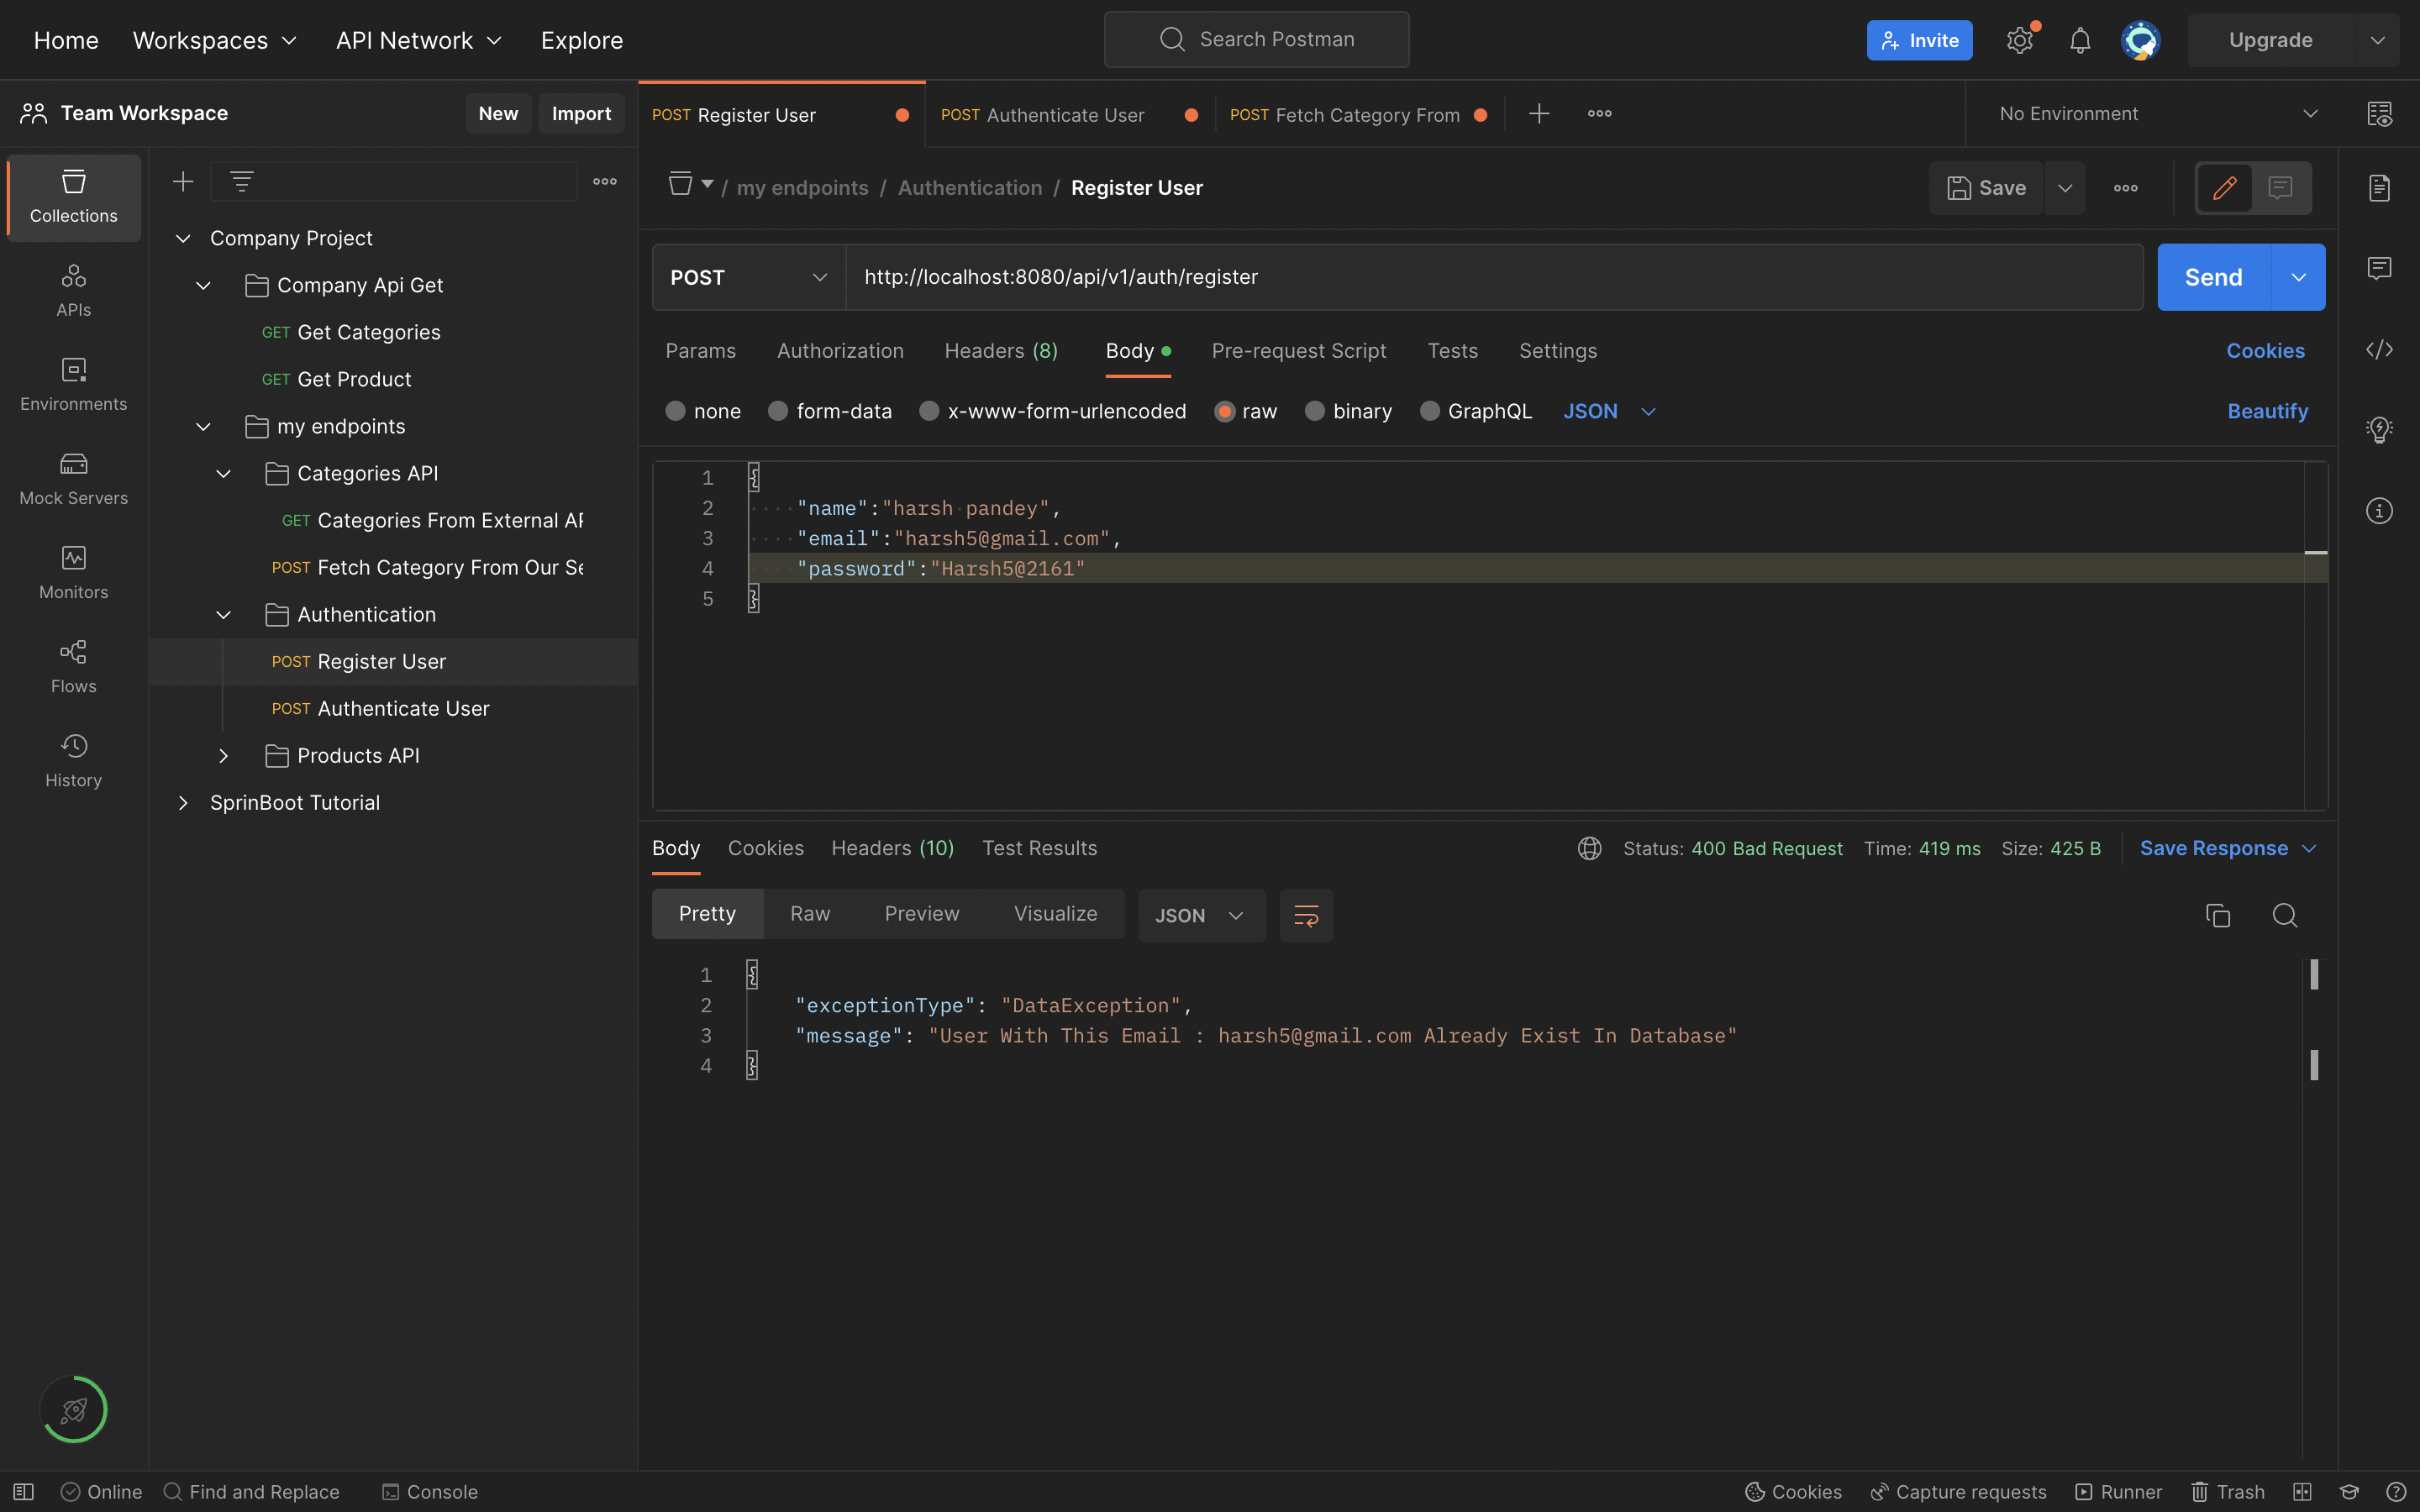 Home Workspaces API Network Explore
Search Postman
Invite
Upgrade
Team Workspace
New Import
POST Register User
POST Authenticate User
POST Fetch Category From
No Environment
Collections
APIs
Environments
Mock Servers
Monitors
Flows
History
Company Project
Company Api Get
GET Get Categories
GET Get Product
my endpoints
Categories API
GET Categories From External AP
POST Fetch Category From Our Se
Authentication
POST Register User
POST Authenticate User
Products API
SprinBoot Tutorial
/ my endpoints / Authentication / Register User
Save
POST http://localhost:8080/api/v1/auth/register
Send
Params Authorization Headers (8) Body Pre-request Script Tests Settings
Cookies
none form-data x-www-form-urlencoded raw binary GraphQL JSON
Beautify
1 {
2 "name":"harsh pandey",
3 "email":"harsh5@gmail.com",
4 "password":"Harsh5@2161"
5 }
Body Cookies Headers (10) Test Results
Status: 400 Bad Request Time: 419 ms Size: 425 B
Save Response
Pretty Raw Preview Visualize JSON
1 {
2 "exceptionType": "DataException",
3 "message": "User With This Email : harsh5@gmail.com Already Exist In Database"
4 }
Online Find and Replace Console
Cookies Capture requests Runner Trash